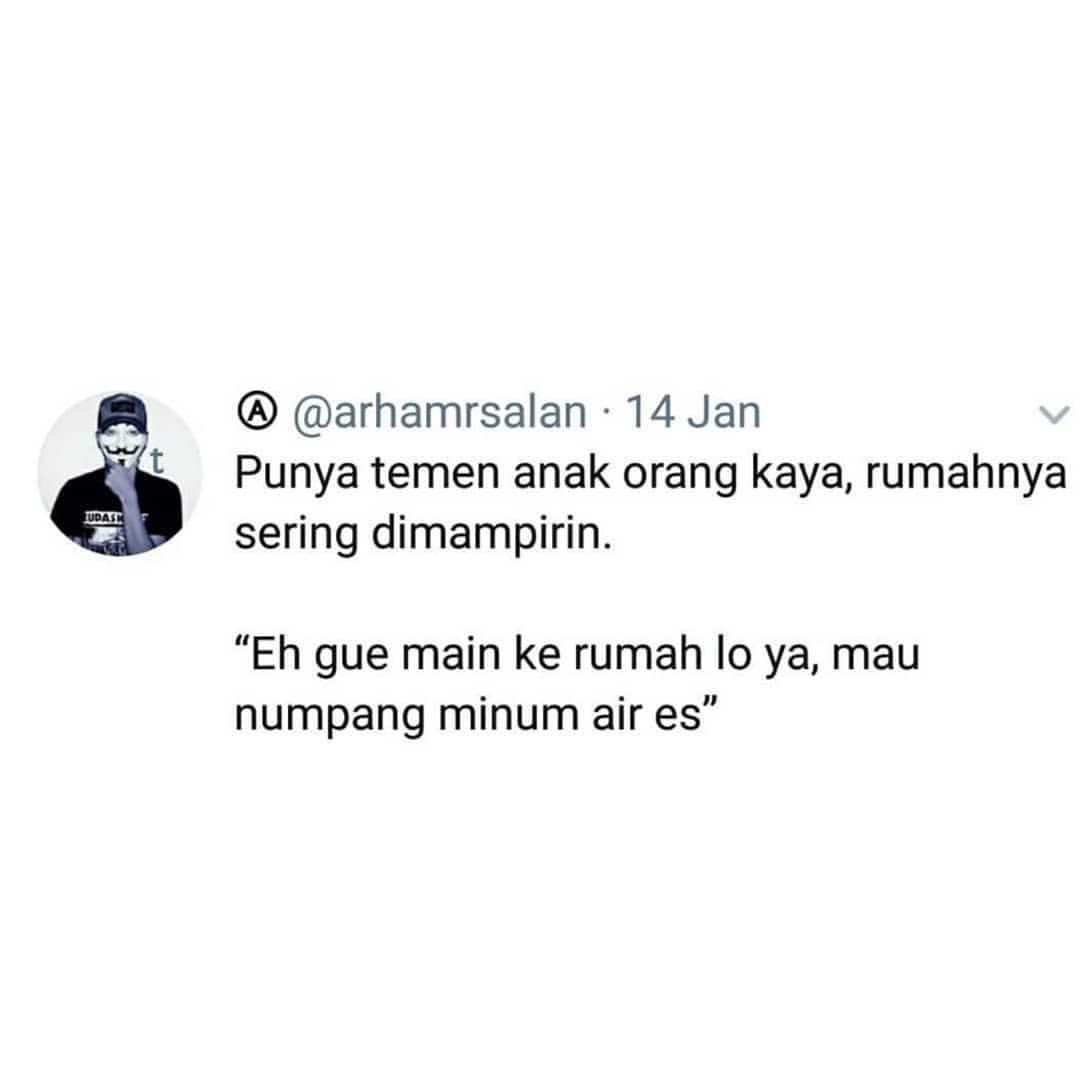 Ⓐ @arhamrsalan · 14 Jan
t
Punya temen anak orang kaya, rumahnya
sering dimampirin.
“Eh gue main ke rumah lo ya, mau
numpang minum air es”